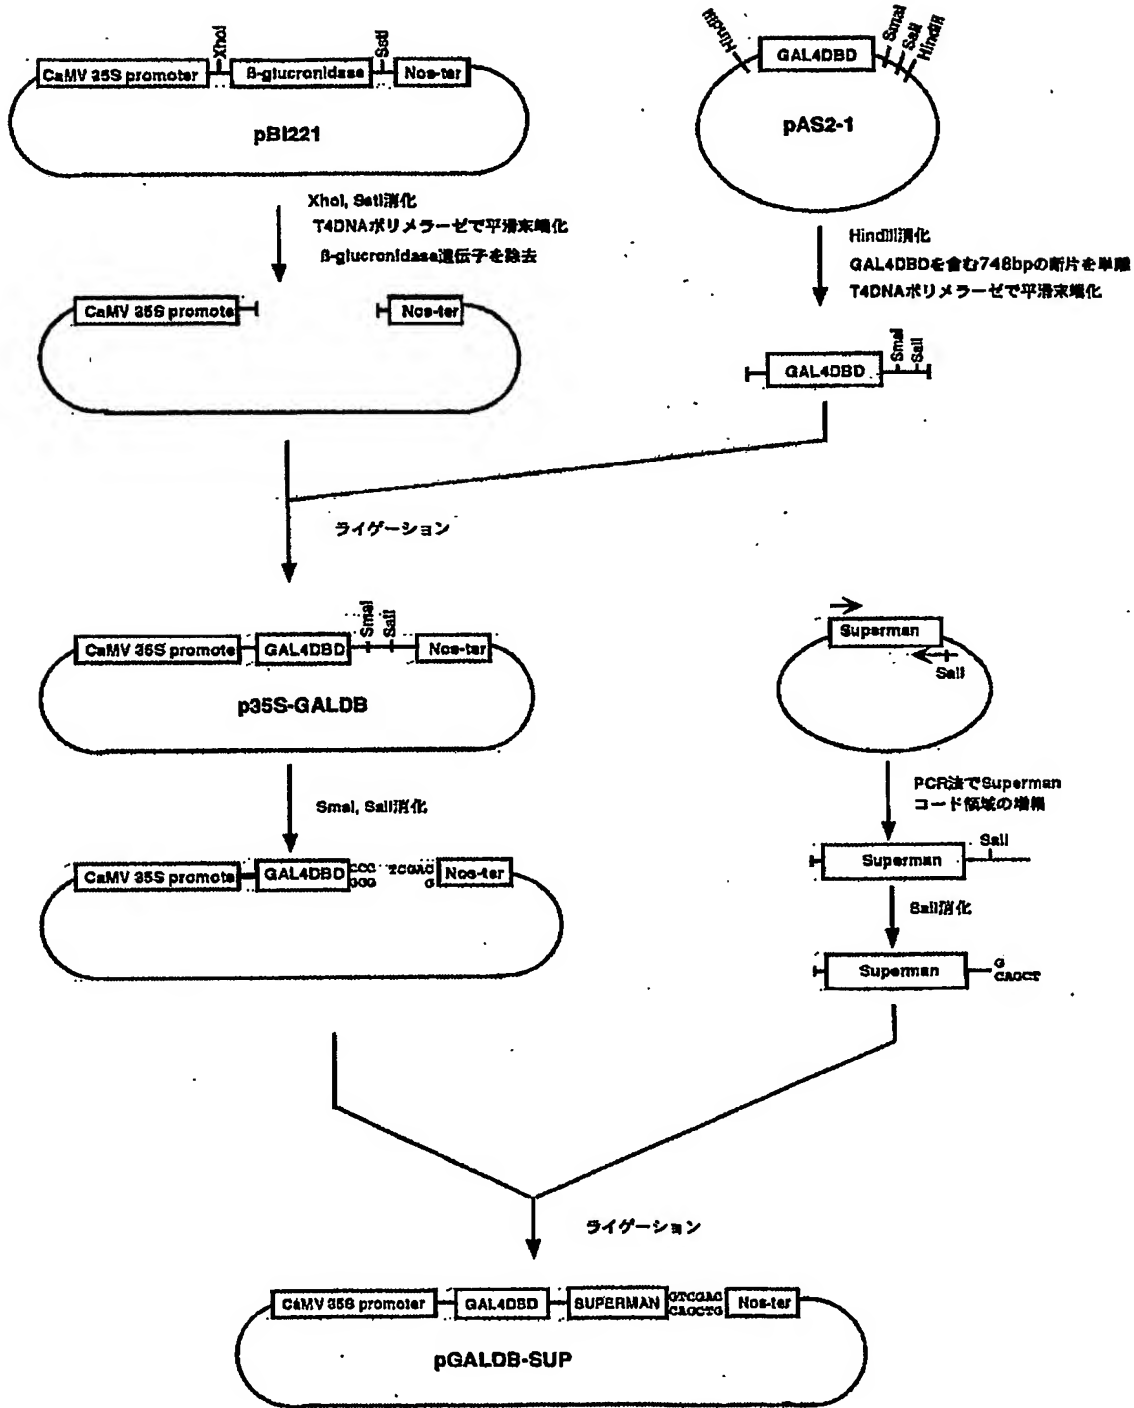 XhoI
SstI
CaMV 35S promoter
β-glucronidase
Nos-ter
pBI221
HindIII
GAL4DBD
SmaI
SalI
HindIII
pAS2-1
XhoI, SstI消化
T4DNAポリメラーゼで平滑末端化
β-glucronidase遺伝子を除去
HindIII消化
GAL4DBDを含む748bpの断片を単離
T4DNAポリメラーゼで平滑末端化
CaMV 35S promote
Nos-ter
GAL4DBD
SmaI
SalI
ライゲーション
CaMV 35S promote
GAL4DBD
SmaI
SalI
Nos-ter
p35S-GALDB
Superman
SalI
SmaI, SalI消化
PCR法でSuperman
コード領域の増幅
CaMV 35S promote
GAL4DBD
CCC
GGG
TCGAC
G
Nos-ter
Superman
SalI
SalI消化
Superman
G
CAGCT
ライゲーション
CaMV 35S promoter
GAL4DBD
SUPERMAN
GTCGAC
CAGCTG
Nos-ter
pGALDB-SUP